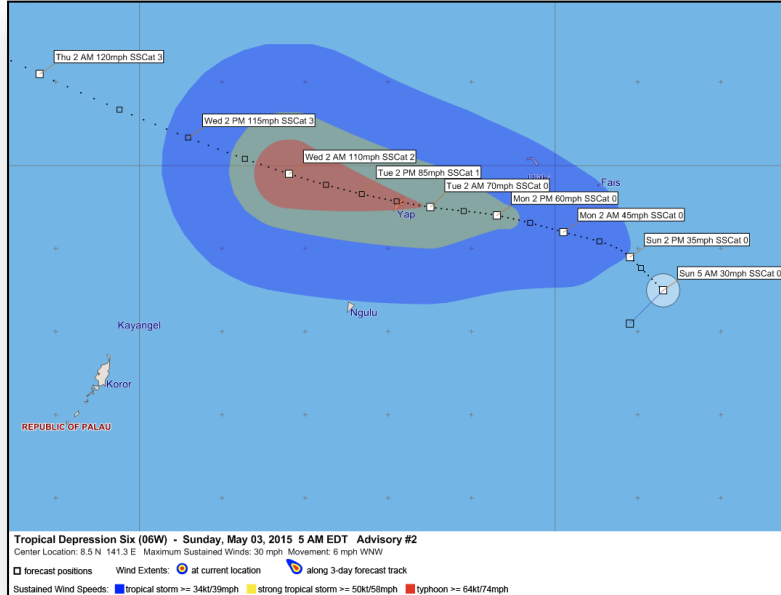 Thu 2 AM 120mph SSCat 3
Wed 2 PM 115mph SSCat 3
Wed 2 AM 110mph SSCat 2
Tue 2 PM 85mph SSCat 1
Tue 2 AM 70mph SSCat 0
Fais
Mon 2 PM 60mph SSCat 0
Yap
Mon 2 AM 45mph SSCat 0
Sun 2 PM 35mph SSCat 0
Sun 5 AM 30mph SSCat 0
Ngulu
Kayangel
Koror
REPUBLIC OF PALAU
Tropical Depression Six (06W) - Sunday, May 03, 2015 5 AM EDT Advisory #2
Center Location: 8.5 N 141.3 E Maximum Sustained Winds: 30 mph Movement: 6 mph WNW
forecast positions Wind Extents: at current location along 3-day forecast track
Sustained Wind Speeds: tropical storm >= 34kt/39mph strong tropical storm >= 50kt/58mph typhoon >= 64kt/74mph